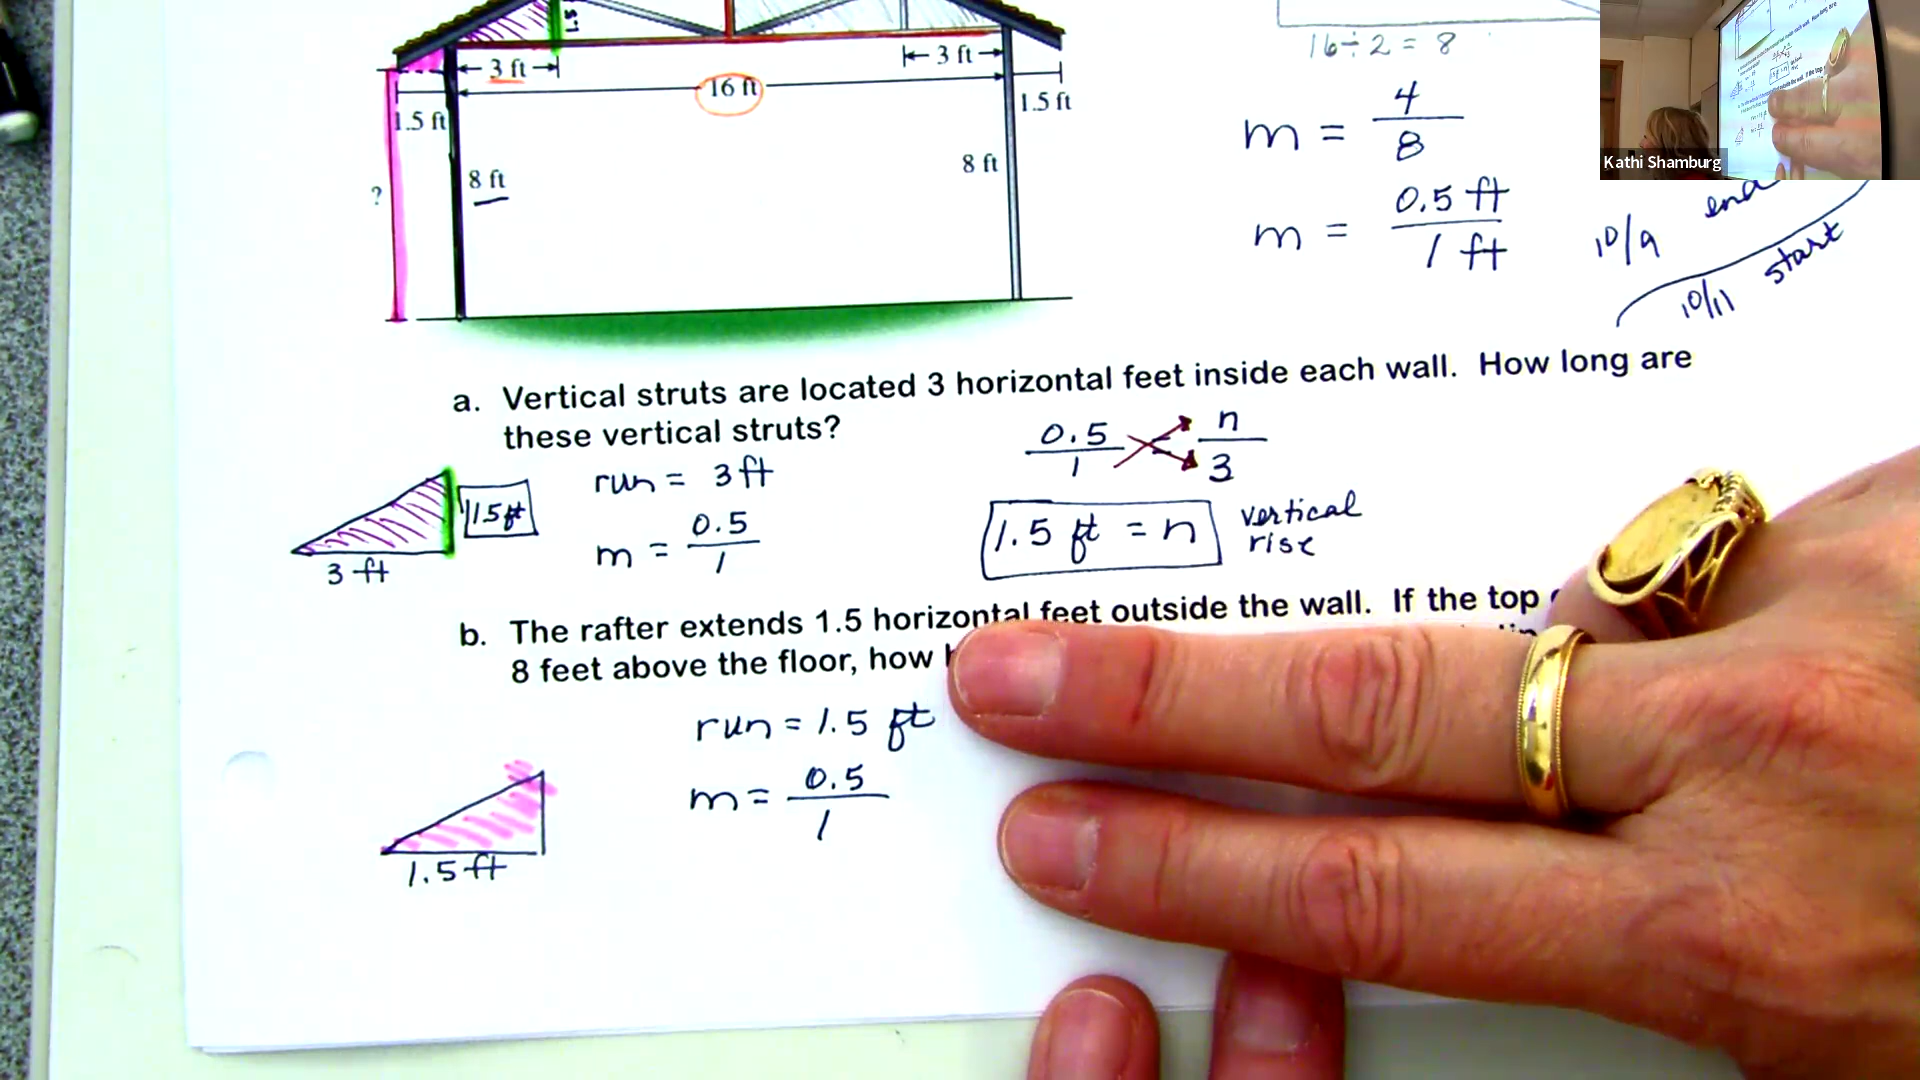 1.5
3 ft
16 ft
3 ft
1.5 ft
1.5 ft
8 ft
8 ft
?
16 ÷ 2 = 8
m = 4/8
m = 0.5 ft / 1 ft
10/9 end
10/11 start
Kathi Shamburg
a. Vertical struts are located 3 horizontal feet inside each wall. How long are
these vertical struts?
0.5/1 = n/3
run = 3 ft
m = 0.5/1
1.5 ft
3 ft
1.5 ft = n
vertical
rise
b. The rafter extends 1.5 horizontal feet outside the wall. If the top
8 feet above the floor, how
run = 1.5 ft
m = 0.5/1
1.5 ft